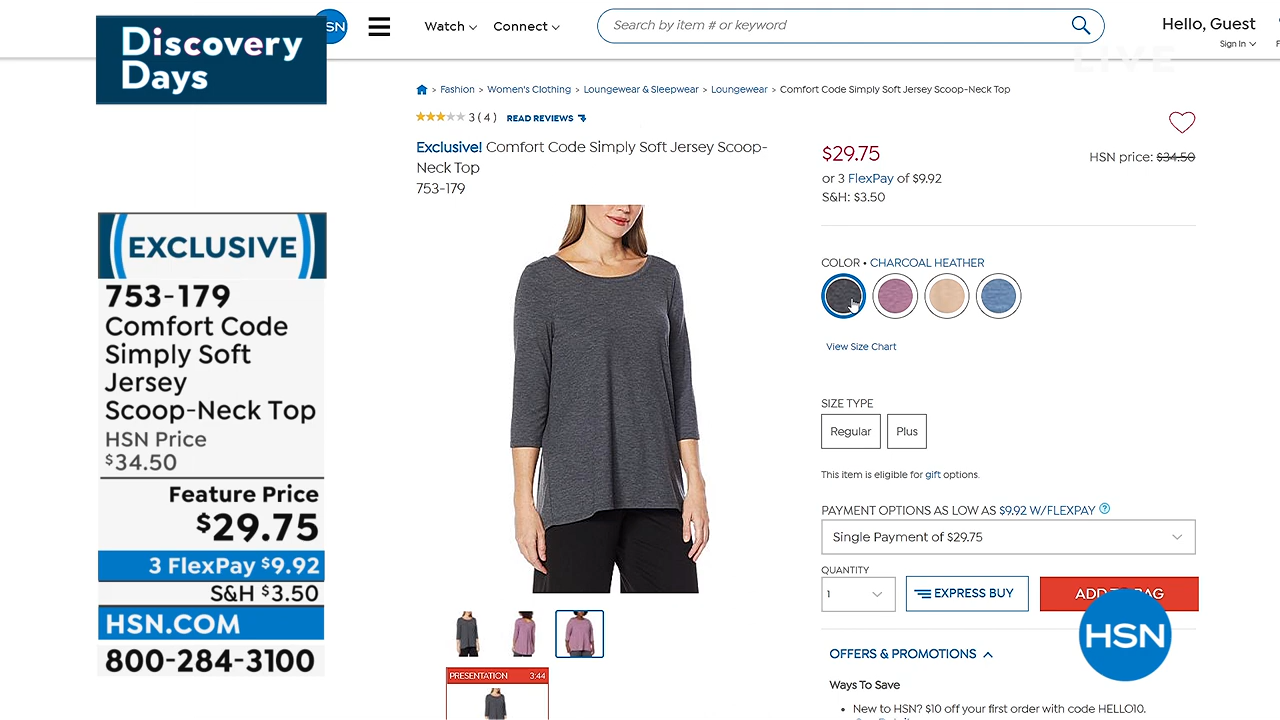 Discovery
Days
SN
Watch
Connect
Search by item # or keyword
Hello, Guest
Sign In
F
LIVE
> Fashion > Women's Clothing > Loungewear & Sleepwear > Loungewear > Comfort Code Simply Soft Jersey Scoop-Neck Top
3 ( 4 ) READ REVIEWS
Exclusive! Comfort Code Simply Soft Jersey Scoop-
Neck Top
753-179
$29.75
HSN price: $34.50
or 3 FlexPay of $9.92
S&H: $3.50
COLOR • CHARCOAL HEATHER
View Size Chart
SIZE TYPE
Regular
Plus
This item is eligible for gift options.
PAYMENT OPTIONS AS LOW AS $9.92 W/FLEXPAY ?
Single Payment of $29.75
QUANTITY
1
EXPRESS BUY
ADD TO BAG
HSN
OFFERS & PROMOTIONS
Ways To Save
• New to HSN? $10 off your first order with code HELLO10.
PRESENTATION 3:44
EXCLUSIVE
753-179
Comfort Code
Simply Soft
Jersey
Scoop-Neck Top
HSN Price
$34.50
Feature Price
$29.75
3 FlexPay $9.92
S&H $3.50
HSN.COM
800-284-3100